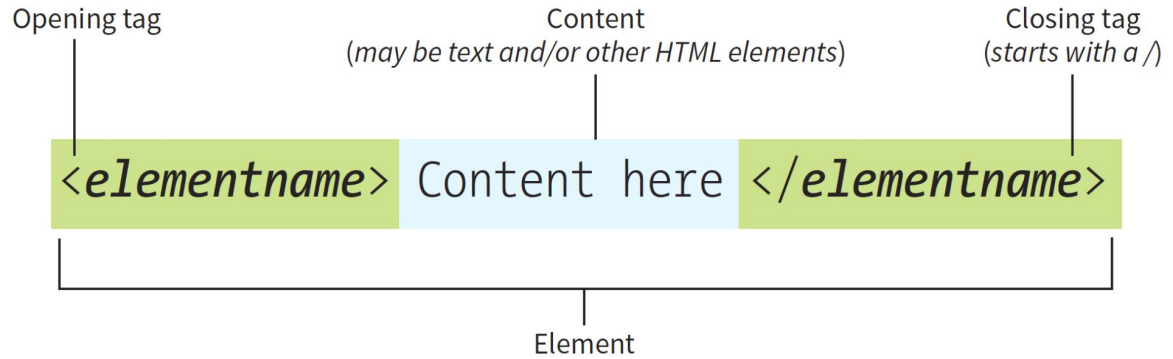 Opening tag
Content
(may be text and/or other HTML elements)
Closing tag
(starts with a /)
<elementname> Content here </elementname>
Element